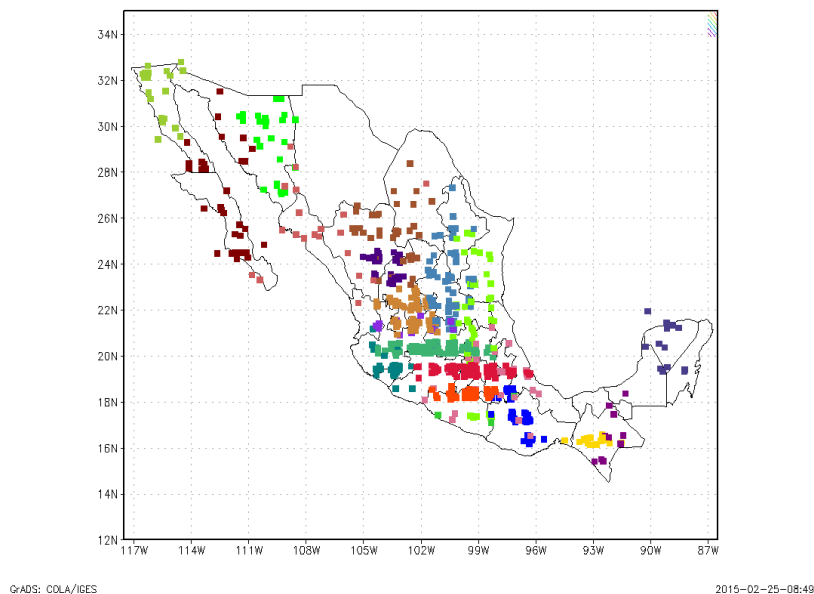 34N
32N
30N
28N
26N
24N
22N
20N
18N
16N
14N
12N
117W 114W 111W 108W 105W 102W 99W 96W 93W 90W 87W
GrADS: COLA/IGES 2015-02-25-08:49